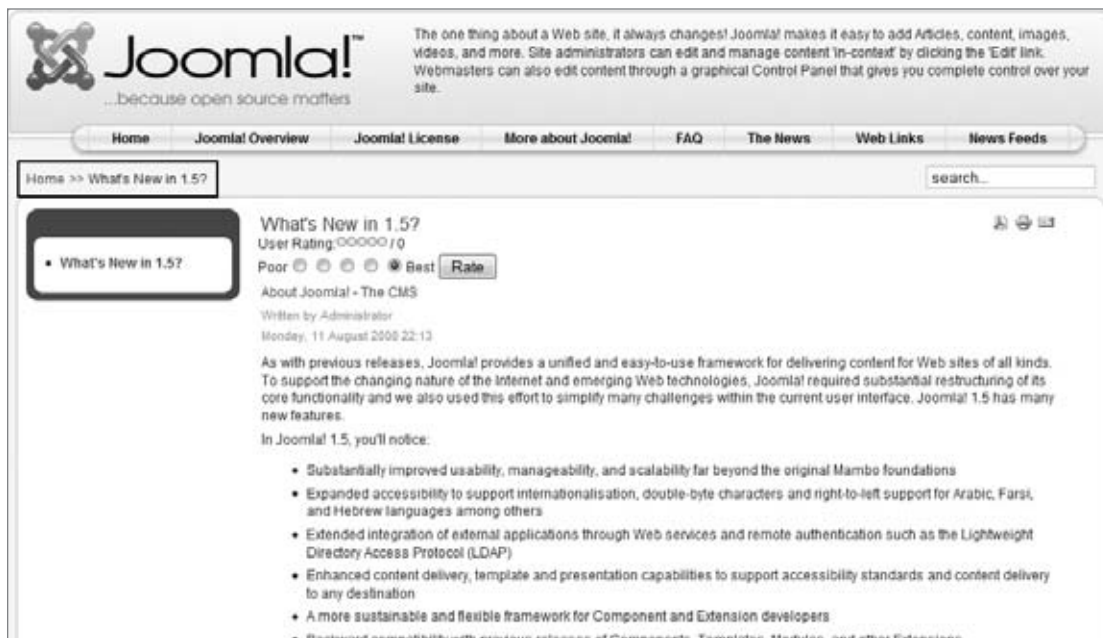 Joomla!™
...because open source matters
The one thing about a Web site, it always changes! Joomla! makes it easy to add Articles, content, images,
videos, and more. Site administrators can edit and manage content 'in-context' by clicking the 'Edit' link.
Webmasters can also edit content through a graphical Control Panel that gives you complete control over your
site.
Home Joomla! Overview Joomla! License More about Joomla! FAQ The News Web Links News Feeds
Home >> What's New in 1.5?
search...
What's New in 1.5?
What's New in 1.5?
User Rating: / 0
Poor Best Rate
About Joomla! - The CMS
Written by Administrator
Monday, 11 August 2008 22:13
As with previous releases, Joomla! provides a unified and easy-to-use framework for delivering content for Web sites of all kinds.
To support the changing nature of the Internet and emerging Web technologies, Joomla! required substantial restructuring of its
core functionality and we also used this effort to simplify many challenges within the current user interface. Joomla! 1.5 has many
new features.
In Joomla! 1.5, you'll notice:
• Substantially improved usability, manageability, and scalability far beyond the original Mambo foundations
• Expanded accessibility to support internationalisation, double-byte characters and right-to-left support for Arabic, Farsi,
and Hebrew languages among others
• Extended integration of external applications through Web services and remote authentication such as the Lightweight
Directory Access Protocol (LDAP)
• Enhanced content delivery, template and presentation capabilities to support accessibility standards and content delivery
to any destination
• A more sustainable and flexible framework for Component and Extension developers
• Backward compatibility with previous releases of Components, Templates, Modules, and other Extensions